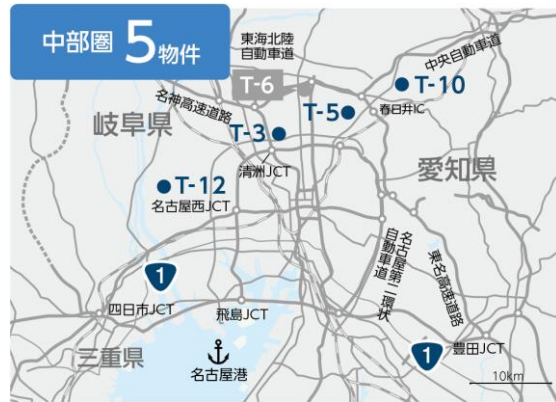 中部圏 5物件
東海北陸
自動車道
中央自動車道
T-6
T-10
名神高速道路
T-5
春日井IC
岐阜県
T-3
清洲JCT
愛知県
T-12
名古屋西JCT
名古屋第二環状
自動車道
東名高速道路
1
四日市JCT
飛島JCT
三重県
名古屋港
1
豊田JCT
10km